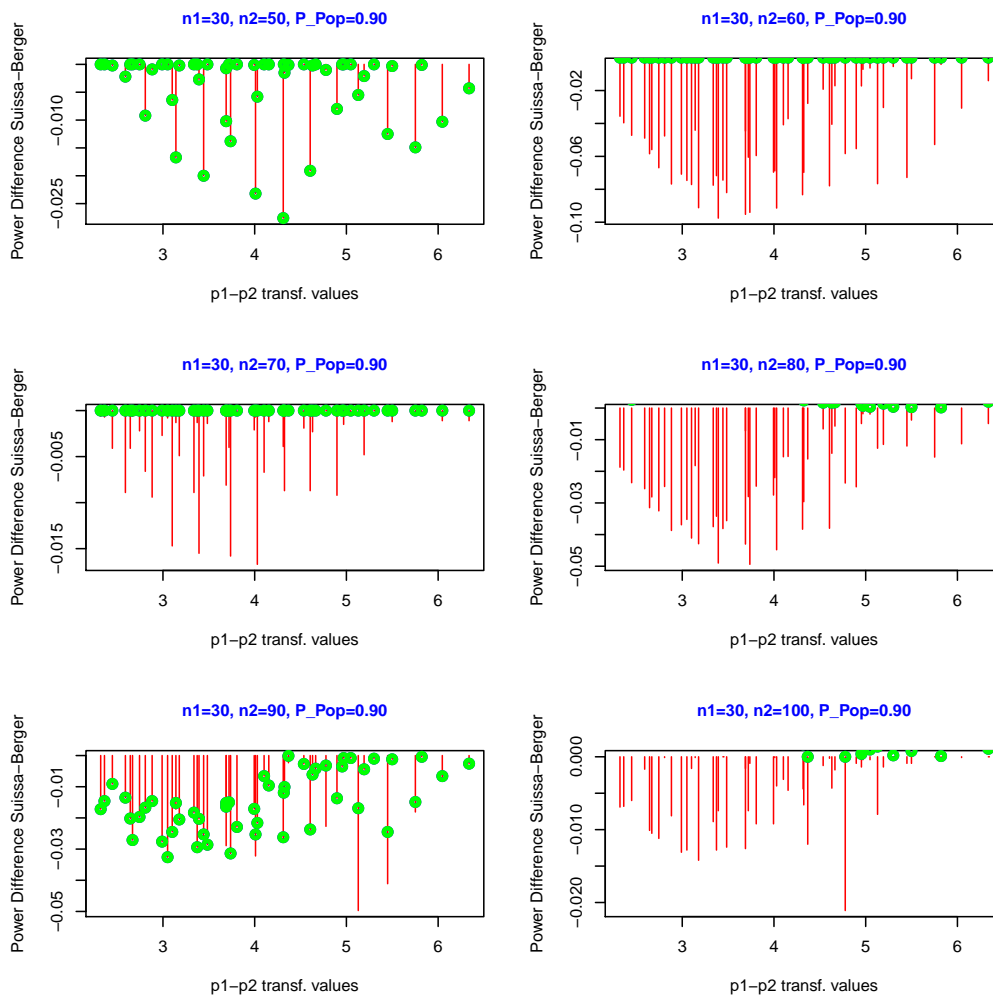 n1=30, n2=50, P_Pop=0.90
Power Difference Suissa−Berger
−0.010
−0.025
3 4 5 6
p1−p2 transf. values
n1=30, n2=60, P_Pop=0.90
Power Difference Suissa−Berger
−0.02
−0.06
−0.10
3 4 5 6
p1−p2 transf. values
n1=30, n2=70, P_Pop=0.90
Power Difference Suissa−Berger
−0.005
−0.015
3 4 5 6
p1−p2 transf. values
n1=30, n2=80, P_Pop=0.90
Power Difference Suissa−Berger
−0.01
−0.03
−0.05
3 4 5 6
p1−p2 transf. values
n1=30, n2=90, P_Pop=0.90
Power Difference Suissa−Berger
−0.01
−0.03
−0.05
3 4 5 6
p1−p2 transf. values
n1=30, n2=100, P_Pop=0.90
Power Difference Suissa−Berger
0.000
−0.010
−0.020
3 4 5 6
p1−p2 transf. values